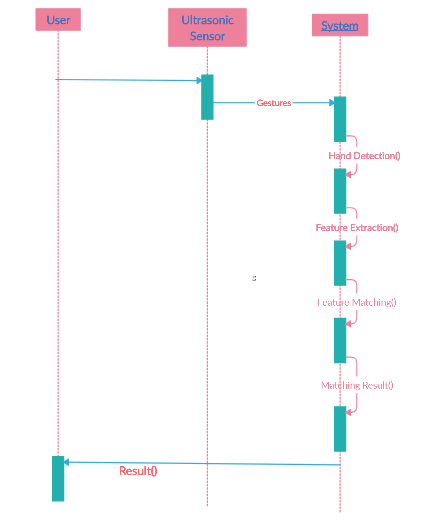 User
Ultrasonic
Sensor
System
Gestures
Hand Detection()
Feature Extraction()
Feature Matching()
Matching Result()
Result()